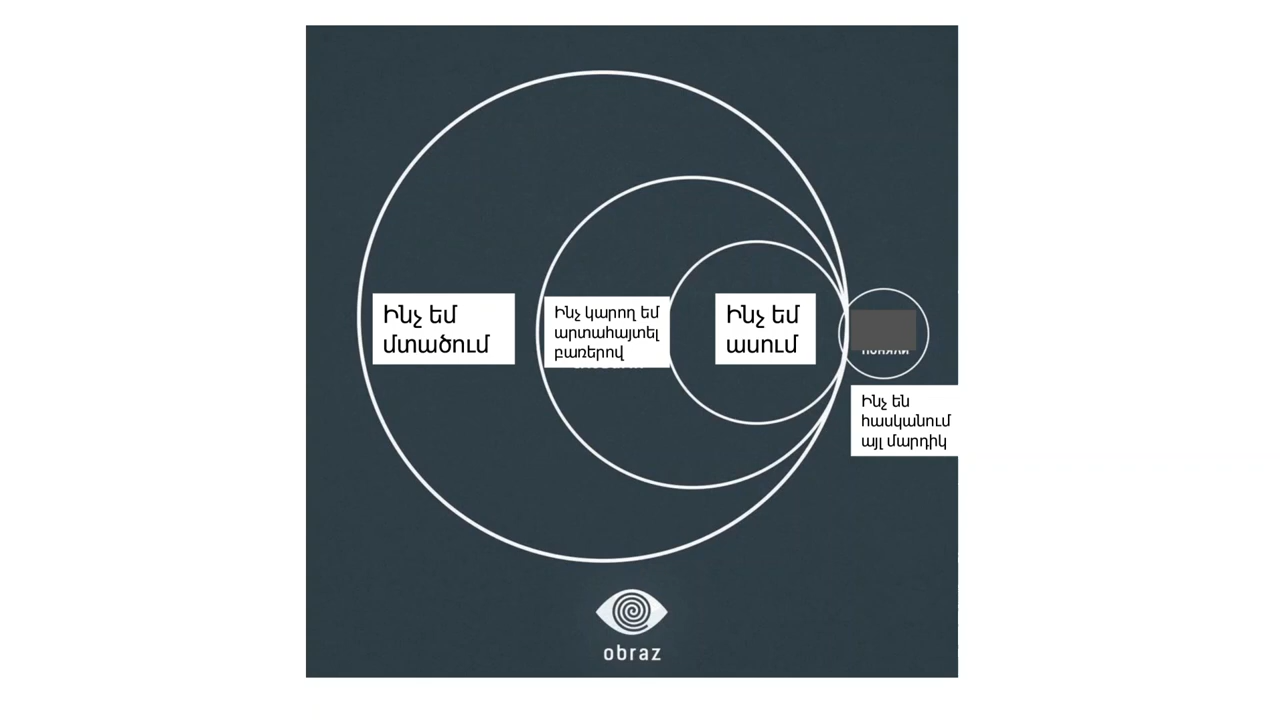 Ինչ եմ
մտածում
Ինչ կարող եմ
արտահայտել
բառերով
Ինչ եմ
ասում
Ինչ են
հասկանում
այլ մարդիկ
obraz